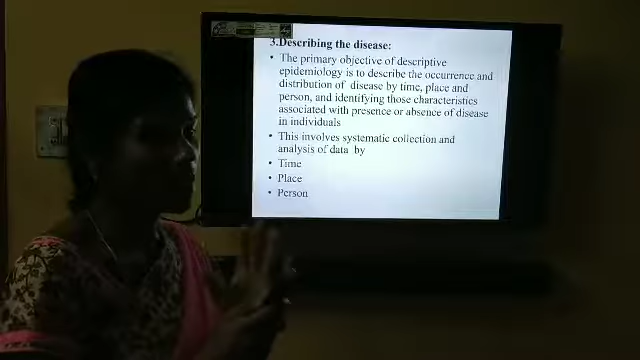 3.Describing the disease:
• The primary objective of descriptive
epidemiology is to describe the occurrence and
distribution of disease by time, place and
person, and identifying those characteristics
associated with presence or absence of disease
in individuals
• This involves systematic collection and
analysis of data by
• Time
• Place
• Person